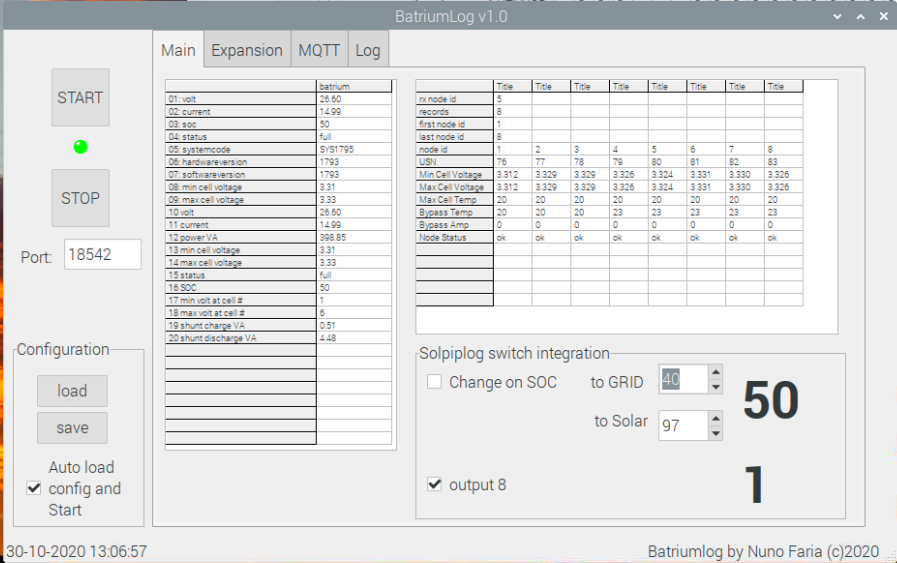 BatriumLog v1.0
Main Expansion MQTT Log
START
STOP
Port: 18542
Configuration
load
save
Auto load
config and
Start
batrium
01: volt 26.60
02: current 14.99
03: soc 50
04: status full
05: systemcode SYS1795
06: hardwareversion 1793
07: softwareversion 1793
08: min cell voltage 3.31
09: max cell voltage 3.33
10 volt 26.60
11 current 14.99
12 power VA 398.85
13 min cell voltage 3.31
14 max cell voltage 3.33
15 status full
16 SOC 50
17 min volt at cell # 1
18 max volt at cell # 6
19 shunt charge VA 0.51
20 shunt discharge VA 4.48
Title Title Title Title Title Title Title Title
rx node id 5
records 8
first node id 1
last node id 8
node id 1 2 3 4 5 6 7 8
USN 76 77 78 79 80 81 82 83
Min Cell Voltage 3.312 3.329 3.329 3.326 3.324 3.331 3.330 3.326
Max Cell Voltage 3.312 3.329 3.329 3.326 3.324 3.331 3.330 3.326
Max Cell Temp 20 20 20 20 20 20 20 20
Bypass Temp 20 20 20 23 23 23 23 23
Bypass Amp 0 0 0 0 0 0 0 0
Node Status ok ok ok ok ok ok ok ok
Solpiplog switch integration
Change on SOC to GRID 40
50
to Solar 97
output 8
1
30-10-2020 13:06:57
Batriumlog by Nuno Faria (c)2020